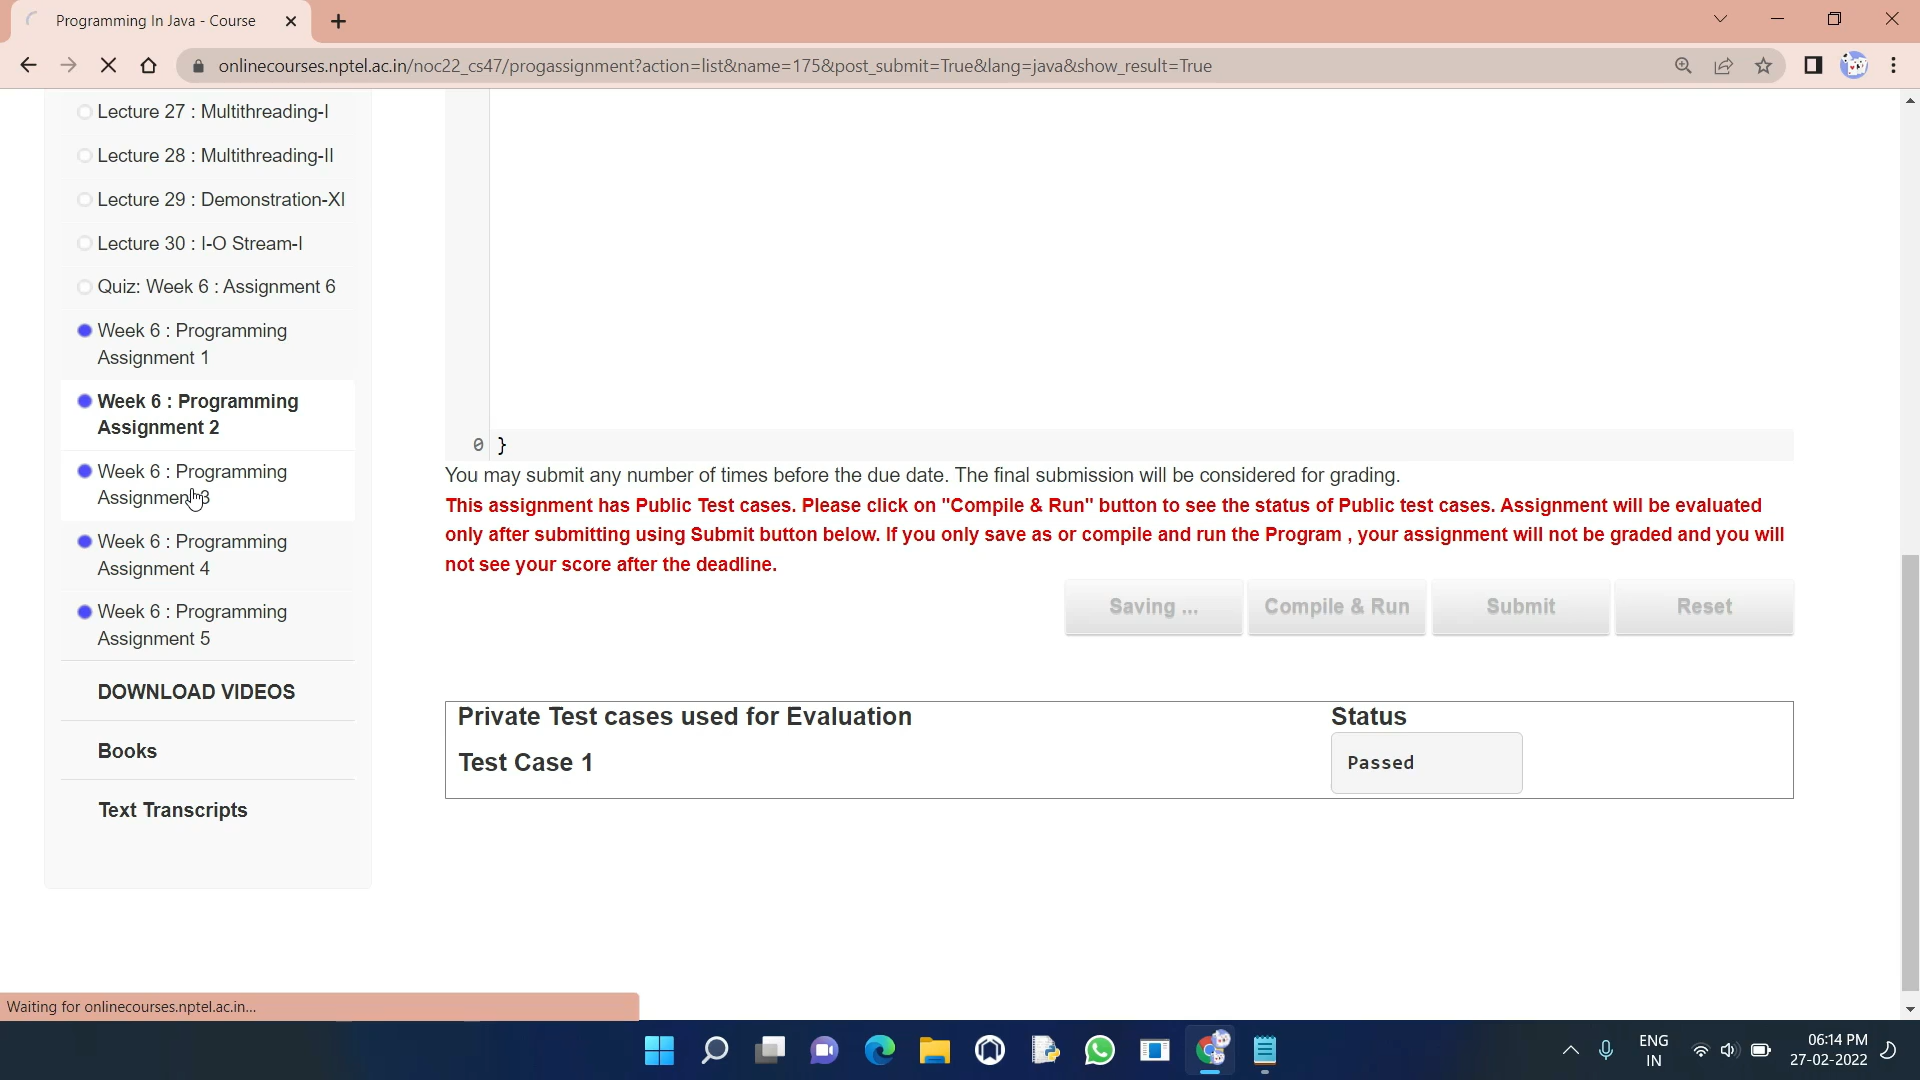 Programming In Java - Course
onlinecourses.nptel.ac.in/noc22_cs47/progassignment?action=list&name=175&post_submit=True&lang=java&show_result=True
Lecture 27 : Multithreading-I
Lecture 28 : Multithreading-II
Lecture 29 : Demonstration-XI
Lecture 30 : I-O Stream-I
Quiz: Week 6 : Assignment 6
Week 6 : Programming
Assignment 1
Week 6 : Programming
Assignment 2
Week 6 : Programming
Assignment 3
Week 6 : Programming
Assignment 4
Week 6 : Programming
Assignment 5
DOWNLOAD VIDEOS
Books
Text Transcripts
0 }
You may submit any number of times before the due date. The final submission will be considered for grading.
This assignment has Public Test cases. Please click on "Compile & Run" button to see the status of Public test cases. Assignment will be evaluated
only after submitting using Submit button below. If you only save as or compile and run the Program , your assignment will not be graded and you will
not see your score after the deadline.
Saving ... Compile & Run Submit Reset
Private Test cases used for Evaluation Status
Test Case 1 Passed
Waiting for onlinecourses.nptel.ac.in...
ENG
IN
06:14 PM
27-02-2022